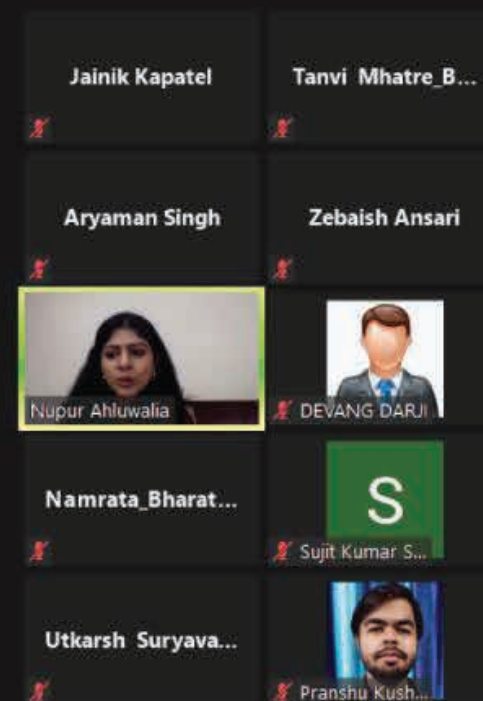 Jainik Kapatel
Tanvi Mhatre_B...
Aryaman Singh
Zebaish Ansari
Nupur Ahluwalia
DEVANG DARJI
Namrata_Bharat...
S
Sujit Kumar S...
Utkarsh Suryava...
Pranshu Kush...